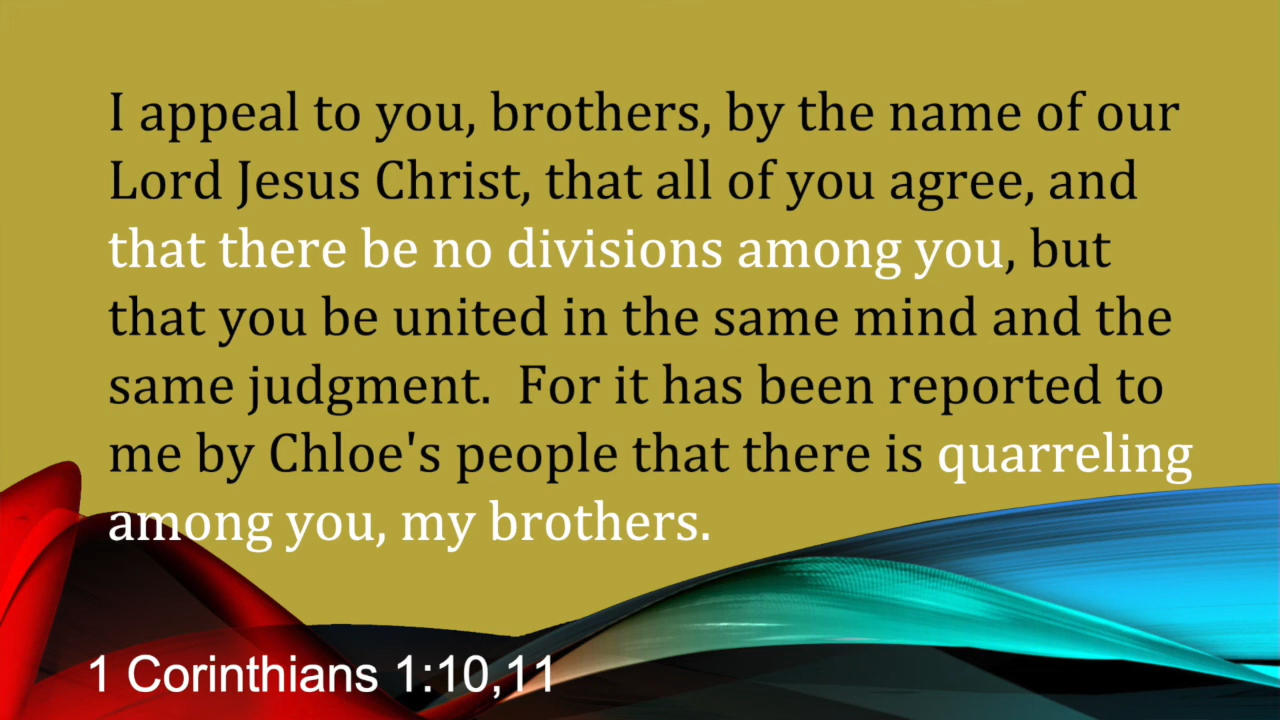 I appeal to you, brothers, by the name of our
Lord Jesus Christ, that all of you agree, and
that there be no divisions among you, but
that you be united in the same mind and the
same judgment.  For it has been reported to
me by Chloe's people that there is quarreling
among you, my brothers.
1 Corinthians 1:10,11